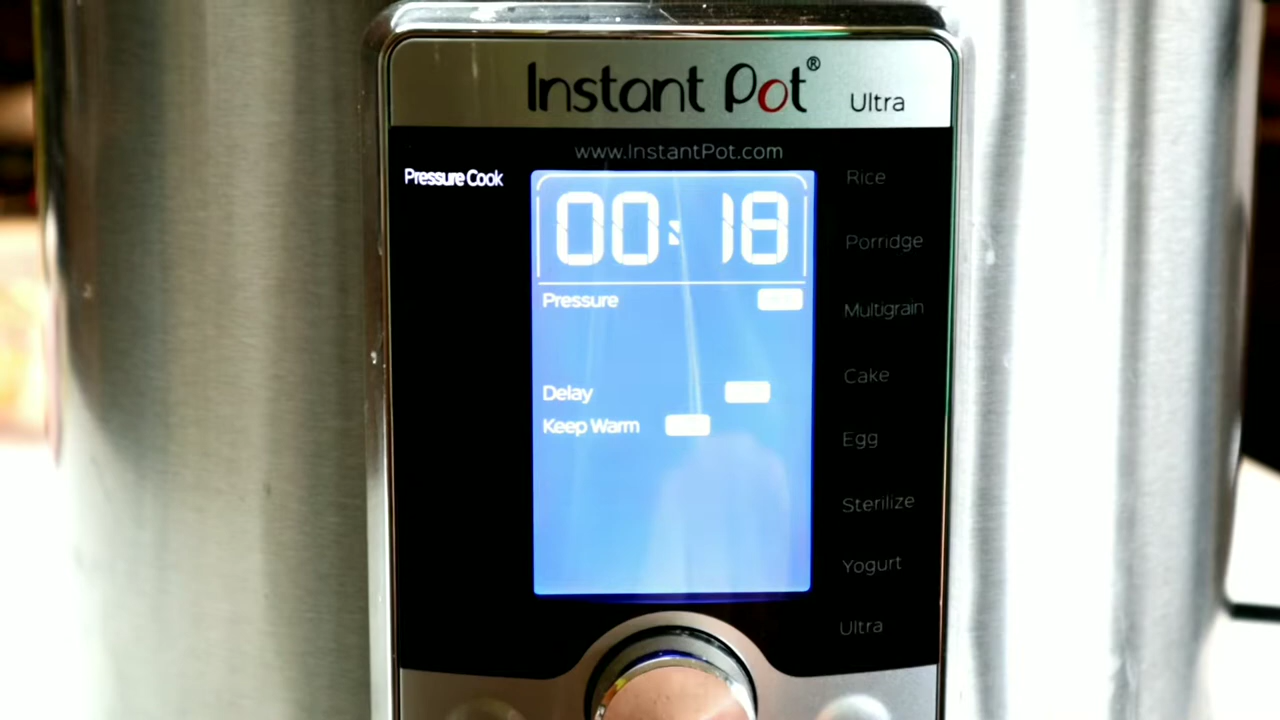 Instant Pot® Ultra
www.InstantPot.com
Pressure Cook
00:18
Pressure
Delay
Keep Warm
Rice
Porridge
Multigrain
Cake
Egg
Sterilize
Yogurt
Ultra